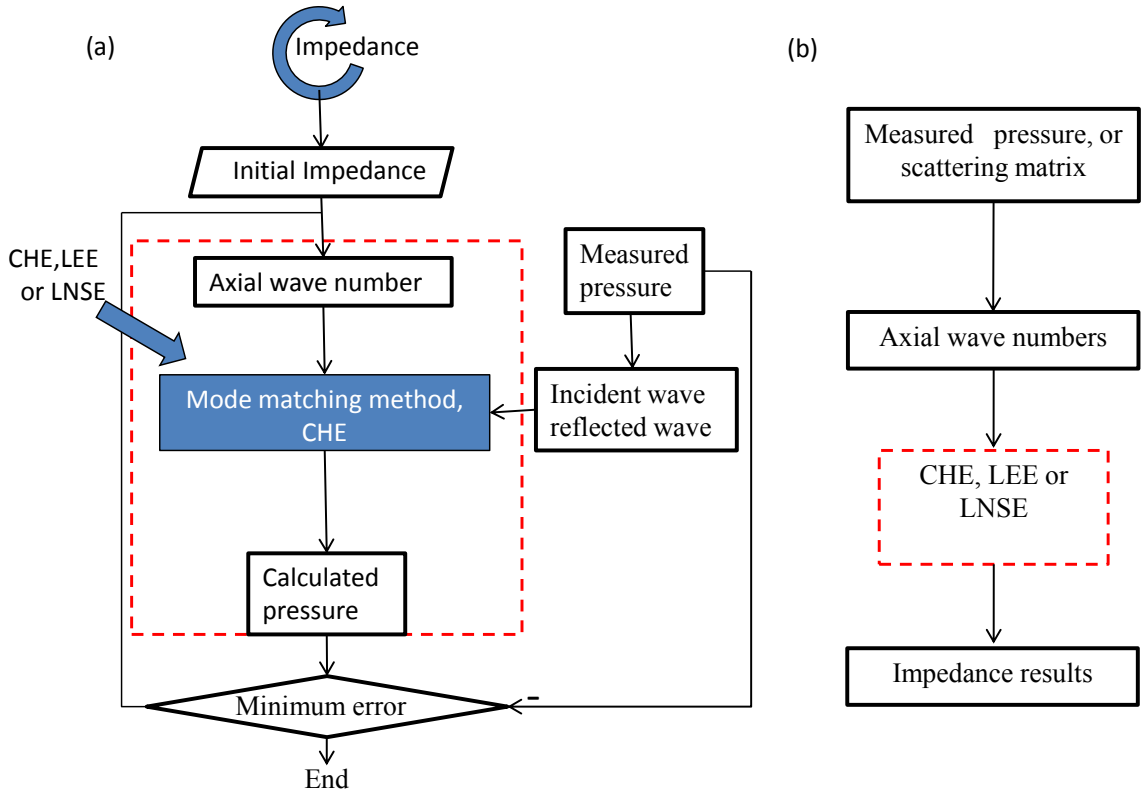 (a)
Impedance
Initial Impedance
CHE,LEE
or LNSE
Axial wave number
Measured
pressure
Mode matching method,
CHE
Incident wave
reflected wave
Calculated
pressure
Minimum error
-
End
(b)
Measured pressure, or
scattering matrix
Axial wave numbers
CHE, LEE or
LNSE
Impedance results